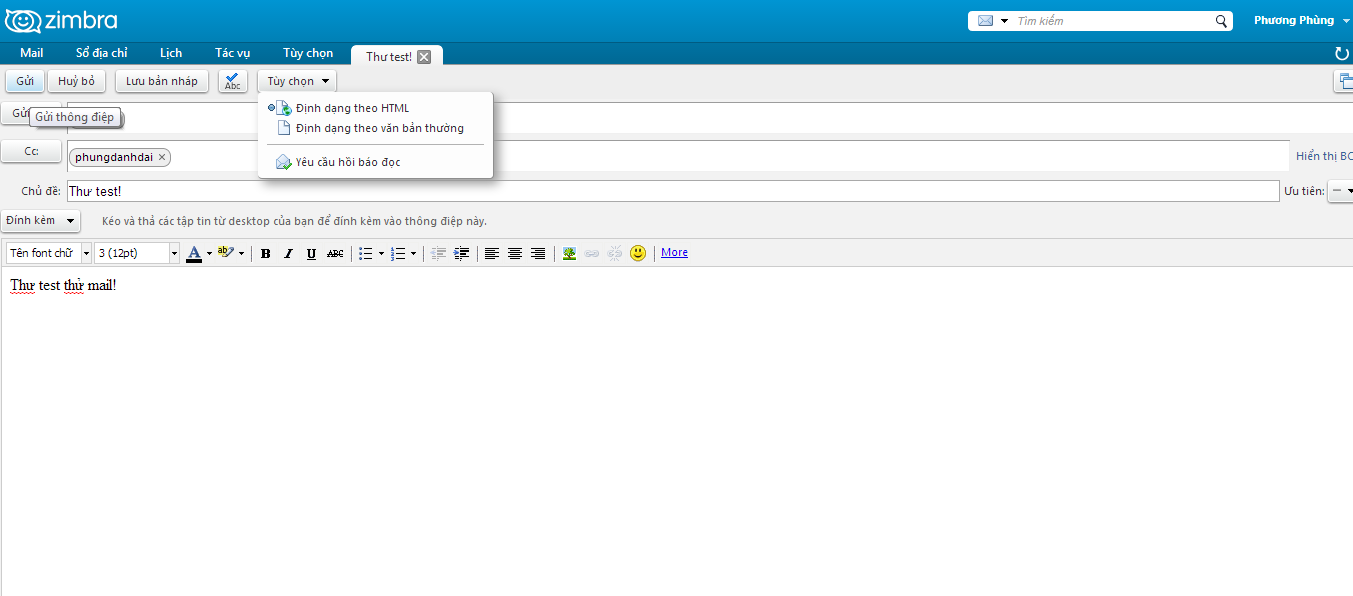 zimbra
Tìm kiếm
Phương Phùng
Mail Sổ địa chỉ Lịch Tác vụ Tùy chọn Thư test!
Gửi Huỷ bỏ Lưu bản nháp Abc Tùy chọn
Định dạng theo HTML
Gửi thông điệp
Định dạng theo văn bản thường
Cc: phungdanhdai Hiển thị BC
Yêu cầu hồi báo đọc
Chủ đề: Thư test! Ưu tiên:
Đính kèm Kéo và thả các tập tin từ desktop của bạn để đính kèm vào thông điệp này.
Tên font chữ 3 (12pt) A ab B I U ABC More
Thư test thử mail!